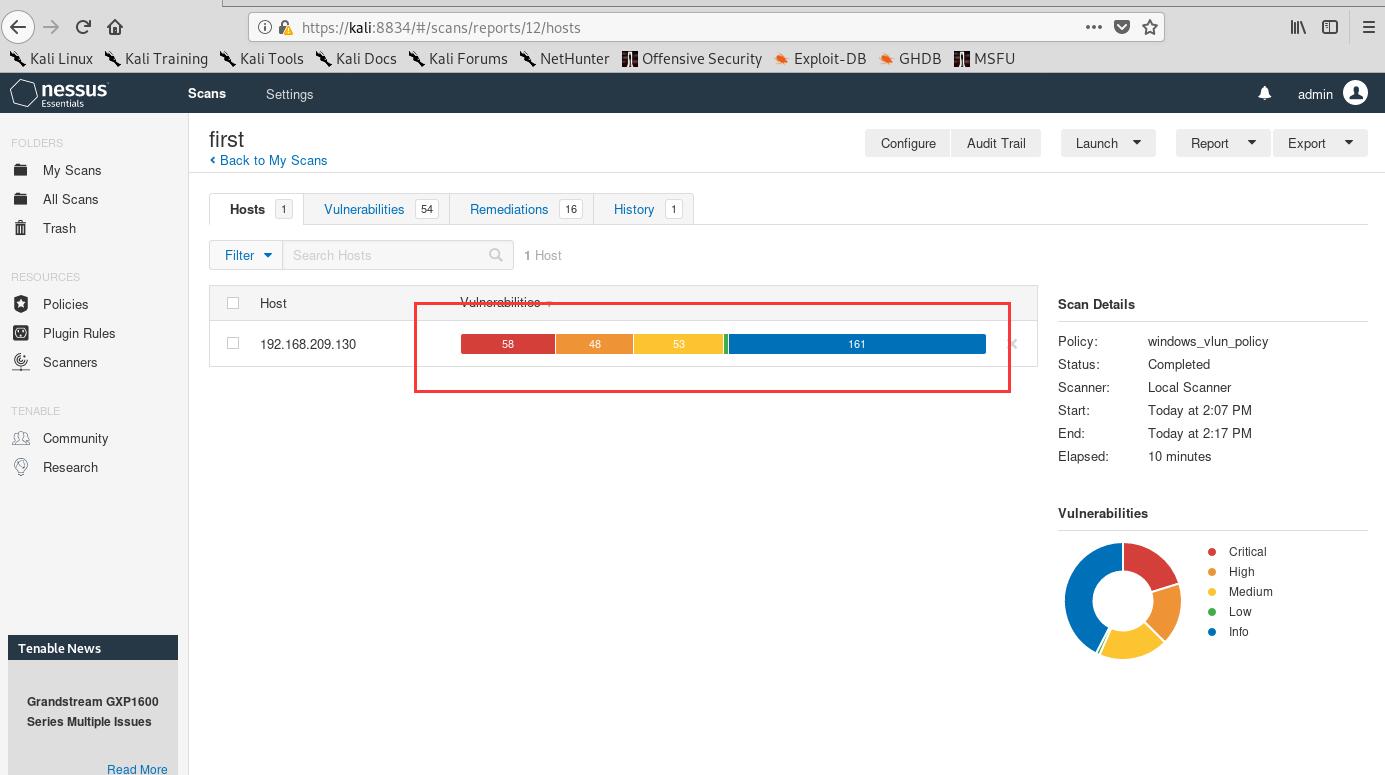 https://kali:8834/#/scans/reports/12/hosts
Kali Linux Kali Training Kali Tools Kali Docs Kali Forums NetHunter Offensive Security Exploit-DB GHDB MSFU
nessus Essentials Scans Settings admin
FOLDERS
My Scans
All Scans
Trash
RESOURCES
Policies
Plugin Rules
Scanners
TENABLE
Community
Research
Tenable News
Grandstream GXP1600
Series Multiple Issues
Read More
first
Back to My Scans
Configure Audit Trail Launch Report Export
Hosts 1 Vulnerabilities 54 Remediations 16 History 1
Filter Search Hosts 1 Host
Host Vulnerabilities
192.168.209.130 58 48 53 161
Scan Details
Policy: windows_vlun_policy
Status: Completed
Scanner: Local Scanner
Start: Today at 2:07 PM
End: Today at 2:17 PM
Elapsed: 10 minutes
Vulnerabilities
Critical
High
Medium
Low
Info